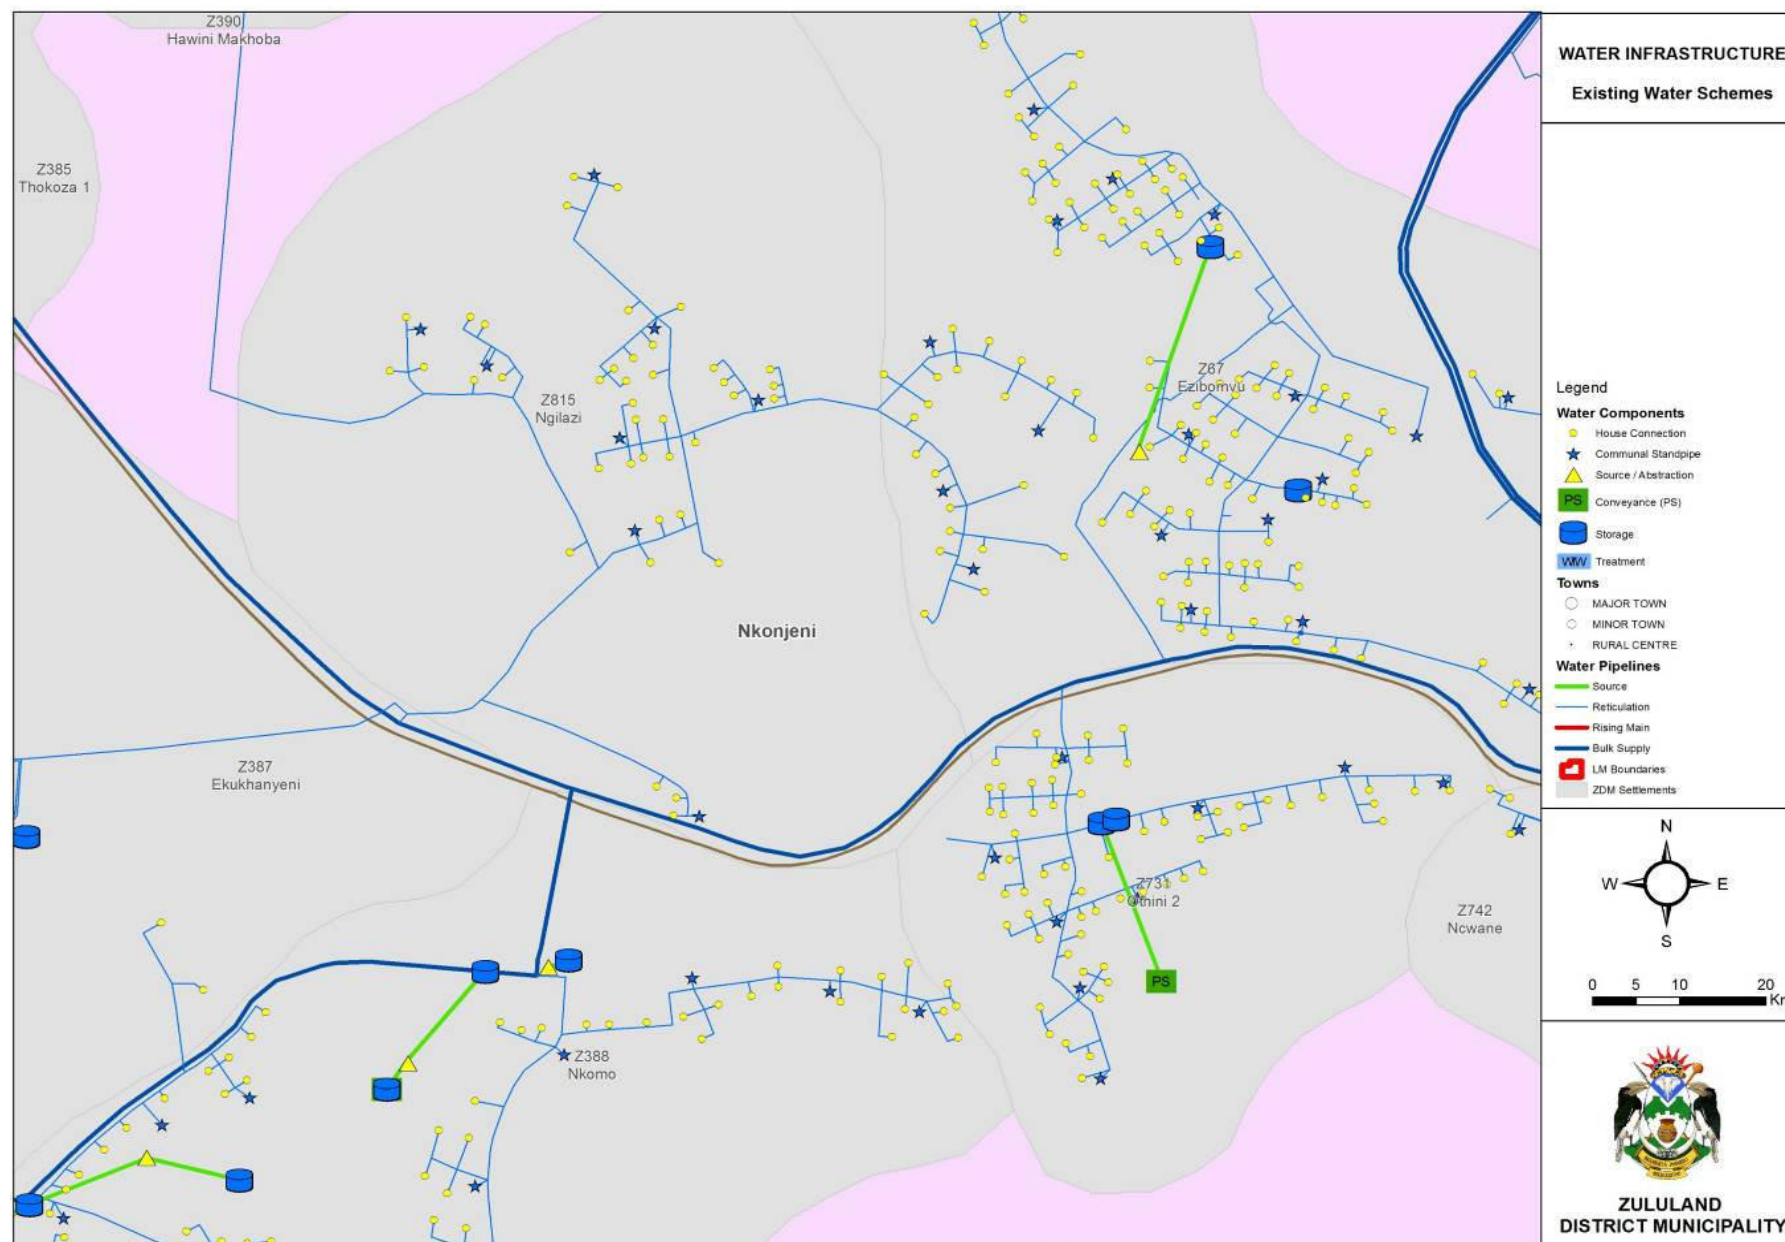 Z390
Hawini Makhoba
Z385
Thokoza 1
Z815
Ngilazi
Z67
Ezibomvu
Nkonjeni
Z387
Ekukhanyeni
Z731
Othini 2
PS
Z742
Ncwane
Z388
Nkomo
WATER INFRASTRUCTURE
Existing Water Schemes
Legend
Water Components
House Connection
Communal Standpipe
Source / Abstraction
PS Conveyance (PS)
Storage
WTW Treatment
Towns
MAJOR TOWN
MINOR TOWN
RURAL CENTRE
Water Pipelines
Source
Reticulation
Rising Main
Bulk Supply
LM Boundaries
ZDM Settlements
N
W E
S
0 5 10 20
ZULULAND
DISTRICT MUNICIPALITY